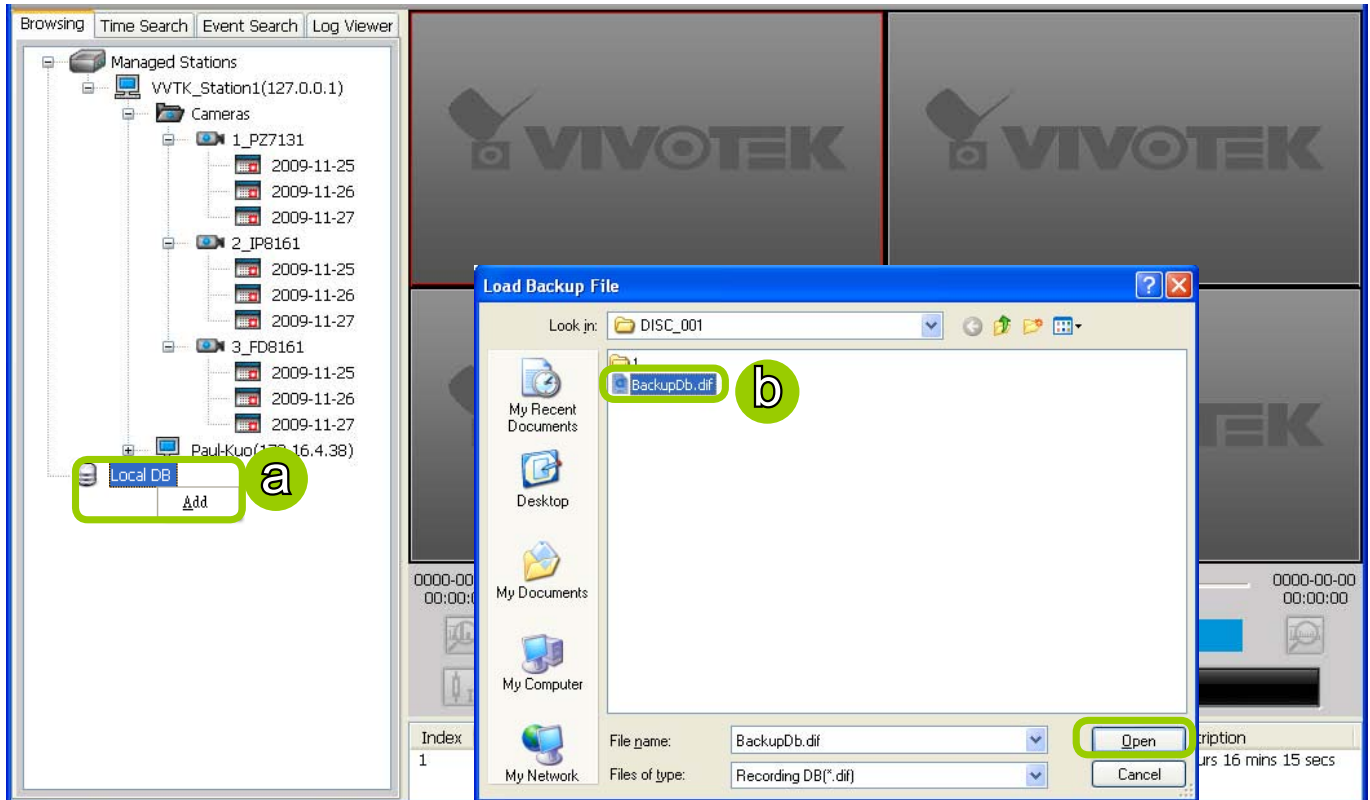 Browsing Time Search Event Search Log Viewer
Managed Stations
VVTK_Station1(127.0.0.1)
Cameras
1_PZ7131
2009-11-25
2009-11-26
2009-11-27
2_IP8161
2009-11-25
2009-11-26
2009-11-27
3_FD8161
2009-11-25
2009-11-26
2009-11-27
Paul-Kuo(172.16.4.38)
Local DB
Add
a
VIVOTEK
VIVOTEK
Load Backup File
Look in: DISC_001
1
BackupDb.dif
b
My Recent Documents
Desktop
My Documents
My Computer
My Network
File name: BackupDb.dif Open
Files of type: Recording DB(*.dif) Cancel
0000-00
00:00:
0000-00-00
00:00:00
Index
1
16 mins 15 secs